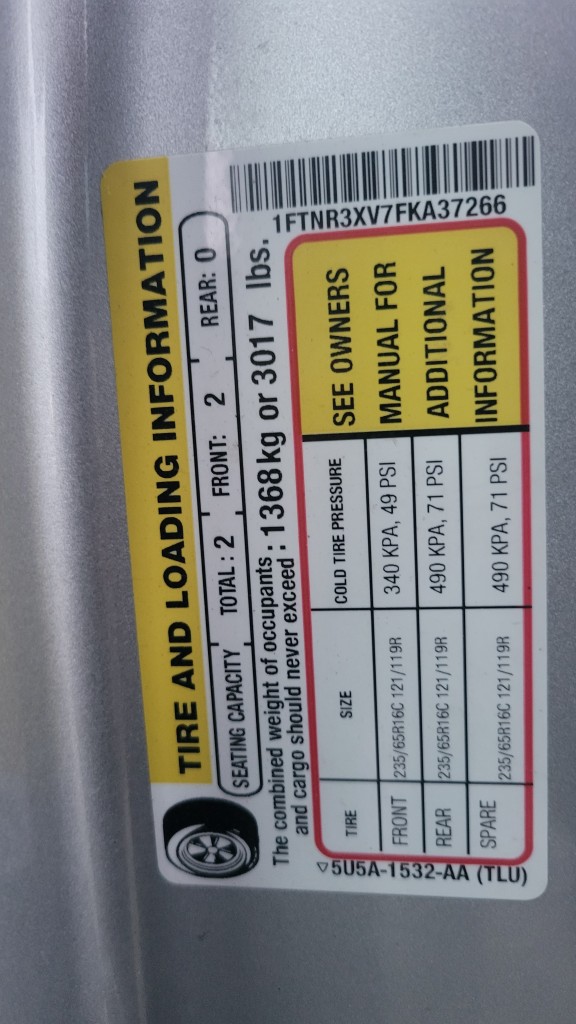 TIRE AND LOADING INFORMATION
SEATING CAPACITY TOTAL : 2 FRONT: 2 REAR: 0
The combined weight of occupants
and cargo should never exceed : 1368 kg or 3017 lbs.
1FTNR3XV7FKA37266
TIRE SIZE COLD TIRE PRESSURE
FRONT 235/65R16C 121/119R 340 KPA, 49 PSI
REAR 235/65R16C 121/119R 490 KPA, 71 PSI
SPARE 235/65R16C 121/119R 490 KPA, 71 PSI
SEE OWNERS
MANUAL FOR
ADDITIONAL
INFORMATION
▽5U5A-1532-AA (TLU)